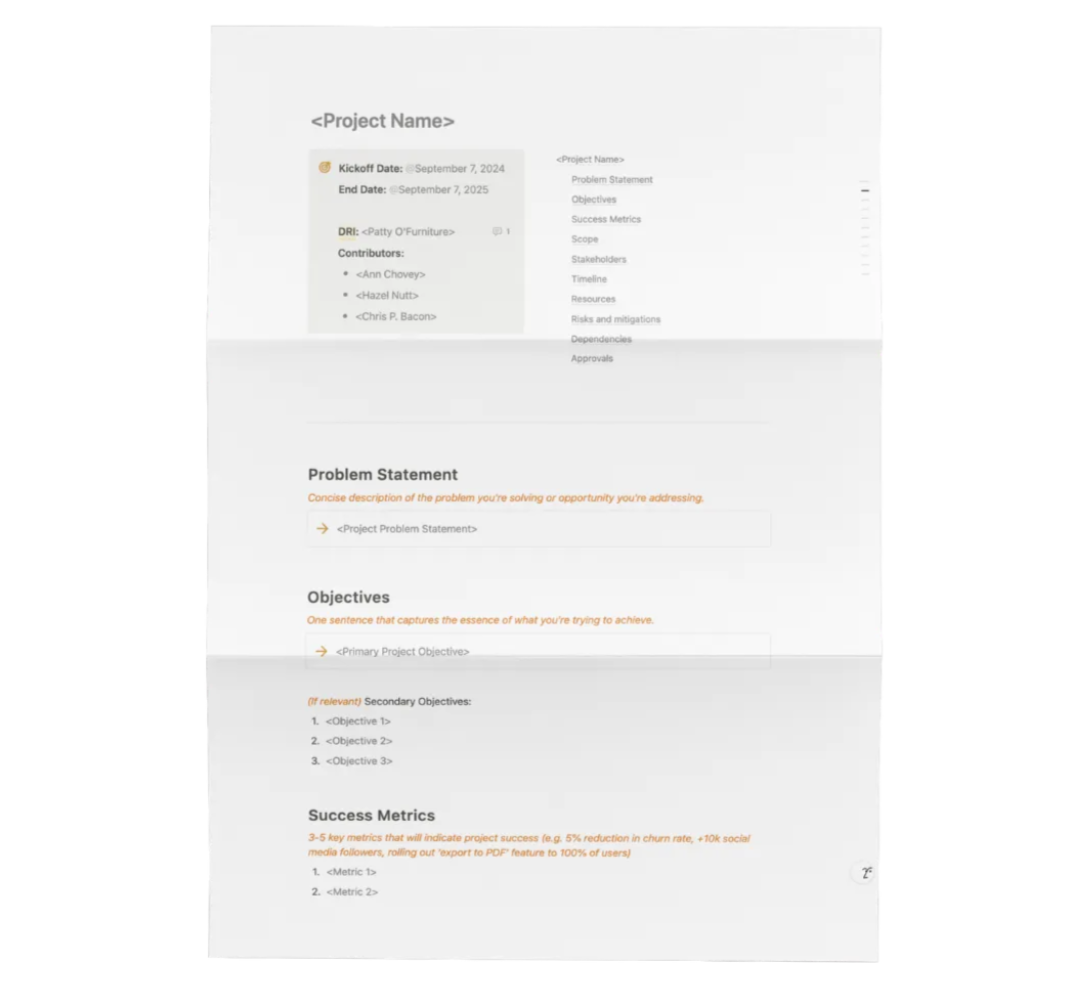 <Project Name>
Kickoff Date: @September 7, 2024
End Date: @September 7, 2025
DRI: <Patty O'Furniture>
1
Contributors:
• <Ann Chovey>
• <Hazel Nutt>
• <Chris P. Bacon>
<Project Name>
Problem Statement
Objectives
Success Metrics
Scope
Stakeholders
Timeline
Resources
Risks and mitigations
Dependencies
Approvals
Problem Statement
Concise description of the problem you're solving or opportunity you're addressing.
→ <Project Problem Statement>
Objectives
One sentence that captures the essence of what you're trying to achieve.
→ <Primary Project Objective>
(If relevant) Secondary Objectives:
1. <Objective 1>
2. <Objective 2>
3. <Objective 3>
Success Metrics
3-5 key metrics that will indicate project success (e.g. 5% reduction in churn rate, +10k social
media followers, rolling out 'export to PDF' feature to 100% of users)
1. <Metric 1>
2. <Metric 2>